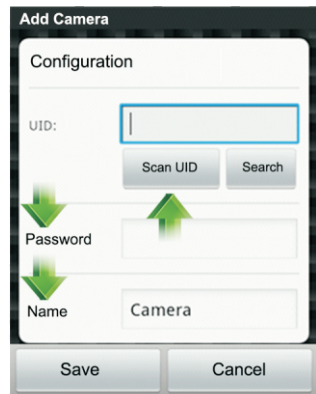 Add Camera
Configuration
UID:
Scan UID Search
Password
Name Camera
Save Cancel